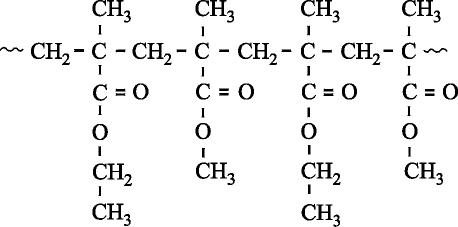 CH₃ CH₃ CH₃ CH₃
CH₂ - C - CH₂ - C - CH₂ - C - CH₂ - C
C = O C = O C = O C = O
O O O O
CH₂ CH₃ CH₂ CH₃
CH₃ CH₃